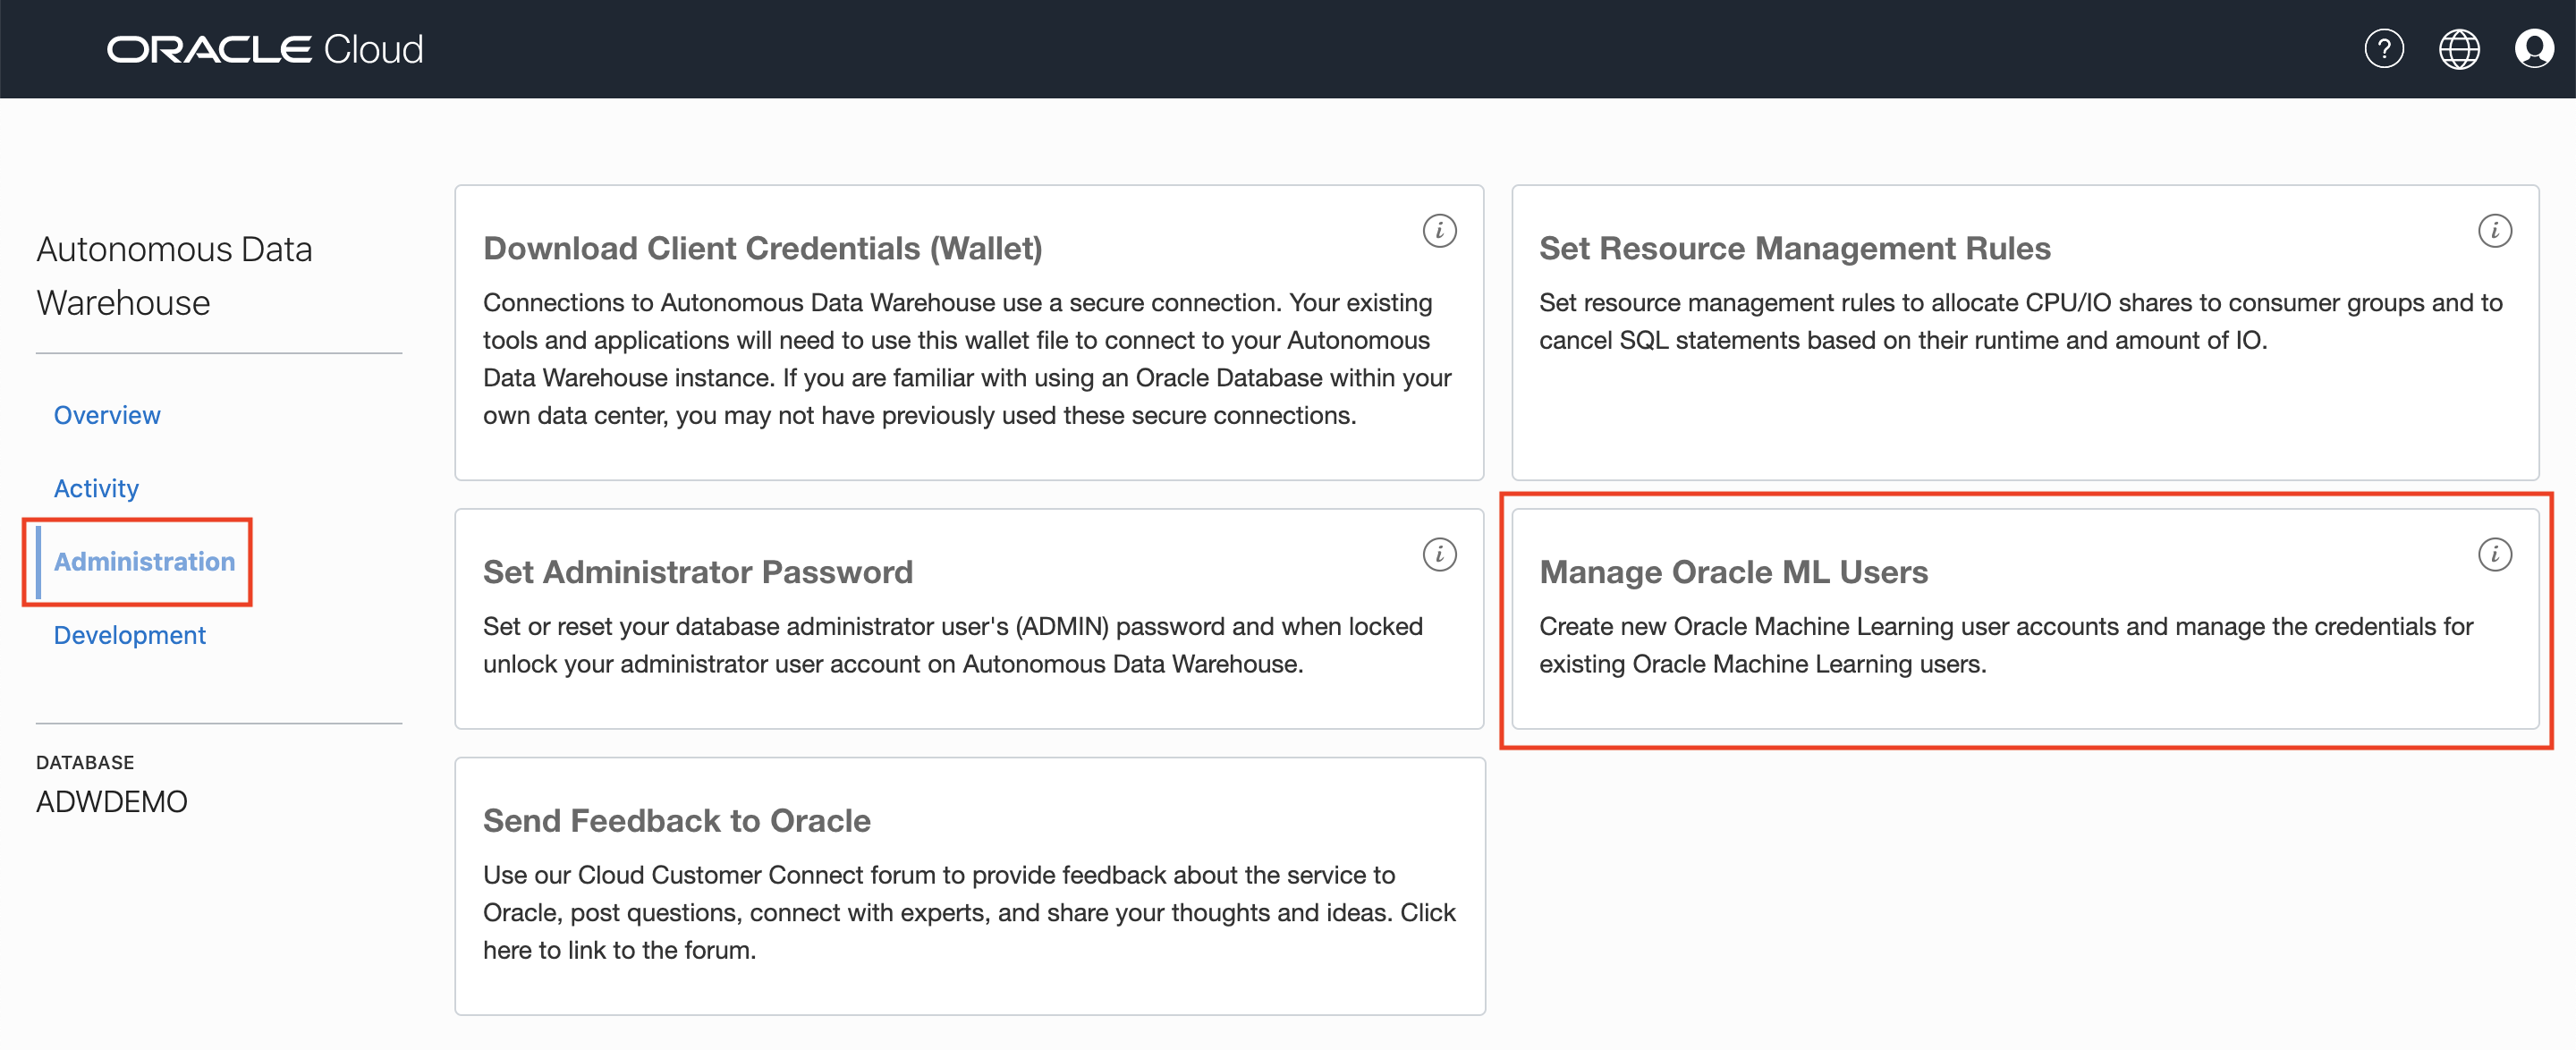 ORACLE Cloud
?
Autonomous Data
Warehouse
Overview
Activity
Administration
Development
DATABASE
ADWDEMO
Download Client Credentials (Wallet)
i
Connections to Autonomous Data Warehouse use a secure connection. Your existing
tools and applications will need to use this wallet file to connect to your Autonomous
Data Warehouse instance. If you are familiar with using an Oracle Database within your
own data center, you may not have previously used these secure connections.
Set Resource Management Rules
i
Set resource management rules to allocate CPU/IO shares to consumer groups and to
cancel SQL statements based on their runtime and amount of IO.
Set Administrator Password
i
Set or reset your database administrator user's (ADMIN) password and when locked
unlock your administrator user account on Autonomous Data Warehouse.
Manage Oracle ML Users
i
Create new Oracle Machine Learning user accounts and manage the credentials for
existing Oracle Machine Learning users.
Send Feedback to Oracle
Use our Cloud Customer Connect forum to provide feedback about the service to
Oracle, post questions, connect with experts, and share your thoughts and ideas. Click
here to link to the forum.